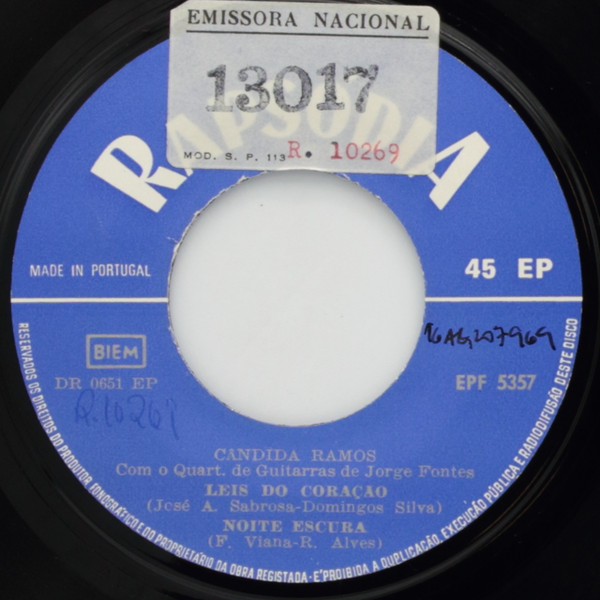 EMISSORA NACIONAL
13017
MOD. S. P. 113 R. 10269
RAPSODIA
MADE IN PORTUGAL
45 EP
BIEM
DR 0651 EP
R.10269
EPF 5357
CANDIDA RAMOS
Com o Quart. de Guitarras de Jorge Fontes
LEIS DO CORAÇAO
(José A. Sabrosa-Domingos Silva)
NOITE ESCURA
(F. Viana-R. Alves)
RESERVADOS OS DIREITOS DO PRODUTOR FONOGRÁFICO E DO PROPRIETÁRIO DA OBRA REGISTADA - E' PROIBIDA A DUPLICAÇÃO, EXECUÇÃO PÚBLICA E RADIODIFUSÃO DESTE DISCO